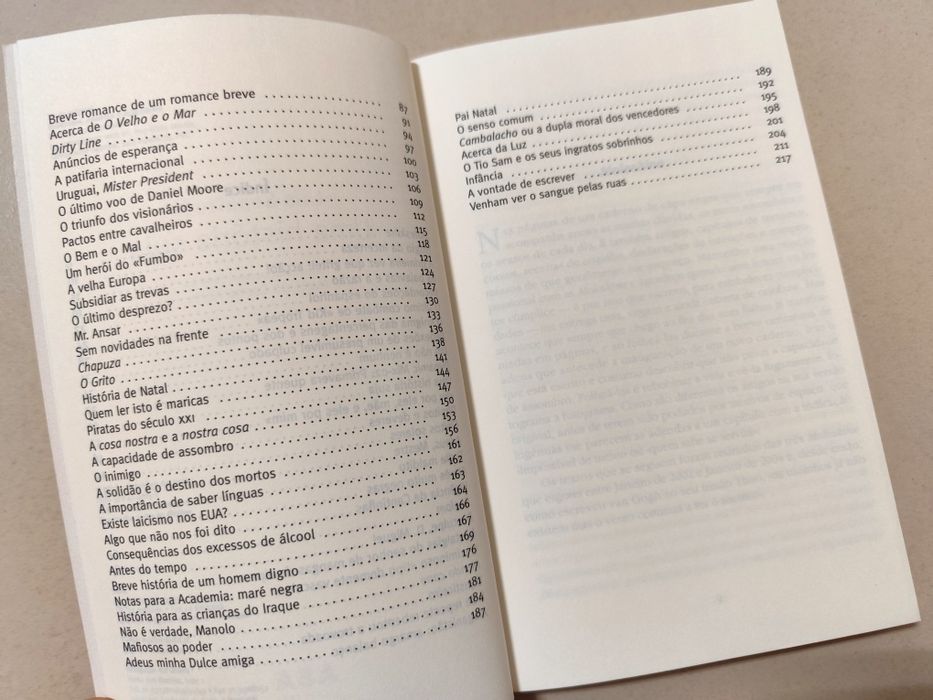 Breve romance de um romance breve 87
Acerca de O Velho e o Mar 91
Dirty Line 94
Anúncios de esperança 97
A patifaria internacional 100
Uruguai, Mister President 103
O último voo de Daniel Moore 106
O triunfo dos visionários 109
Pactos entre cavalheiros 112
O Bem e o Mal 115
Um herói do «Fumbo» 118
A velha Europa 121
Subsidiar as trevas 124
O último desprezo? 127
Mr. Ansar 130
Sem novidades na frente 133
Chapuza 136
O Grito 138
História de Natal 141
Quem ler isto é maricas 144
Piratas do século XXI 147
A cosa nostra e a nostra cosa 150
A capacidade de assombro 153
O inimigo 156
A solidão é o destino dos mortos 161
A importância de saber línguas 162
Existe laicismo nos EUA? 163
Algo que não nos foi dito 164
Consequências dos excessos de álcool 166
Antes do tempo 167
Breve história de um homem digno 169
Notas para a Academia: maré negra 176
História para as crianças do Iraque 177
Não é verdade, Manolo 181
Mafiosos ao poder 184
Adeus minha Dulce amiga 187
Pai Natal 189
O senso comum 192
Cambalacho ou a dupla moral dos vencedores 195
Acerca da Luz 198
O Tio Sam e os seus ingratos sobrinhos 201
Infância 204
A vontade de escrever 211
Venham ver o sangue pelas ruas 217